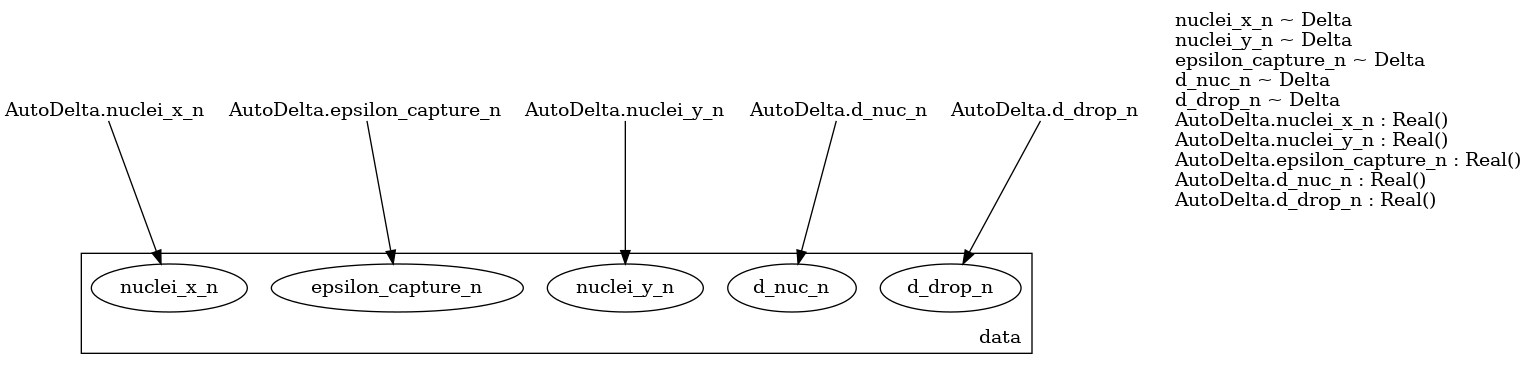 nuclei_x_n ~ Delta
nuclei_y_n ~ Delta
epsilon_capture_n ~ Delta
d_nuc_n ~ Delta
d_drop_n ~ Delta
AutoDelta.nuclei_x_n : Real()
AutoDelta.nuclei_y_n : Real()
AutoDelta.epsilon_capture_n : Real()
AutoDelta.d_nuc_n : Real()
AutoDelta.d_drop_n : Real()
AutoDelta.nuclei_x_n
AutoDelta.epsilon_capture_n
AutoDelta.nuclei_y_n
AutoDelta.d_nuc_n
AutoDelta.d_drop_n
nuclei_x_n
epsilon_capture_n
nuclei_y_n
d_nuc_n
d_drop_n
data